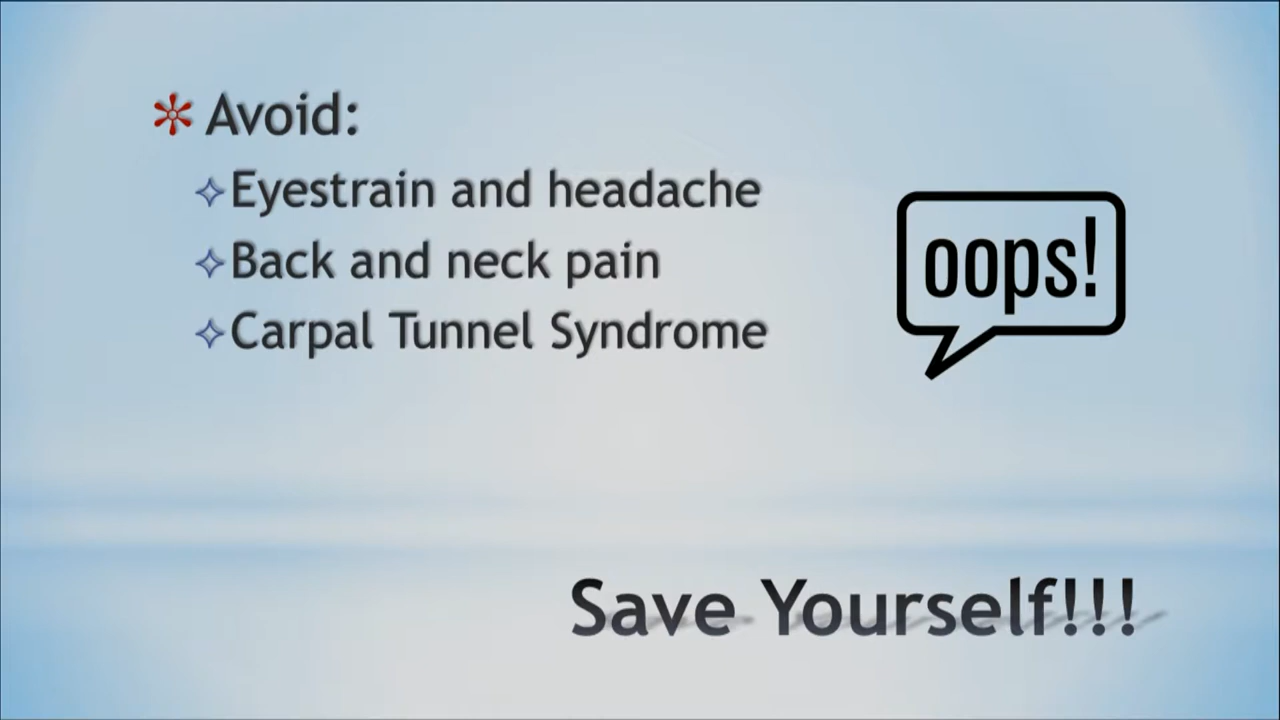 Avoid:
Eyestrain and headache
Back and neck pain
Carpal Tunnel Syndrome
oops!
Save Yourself!!!